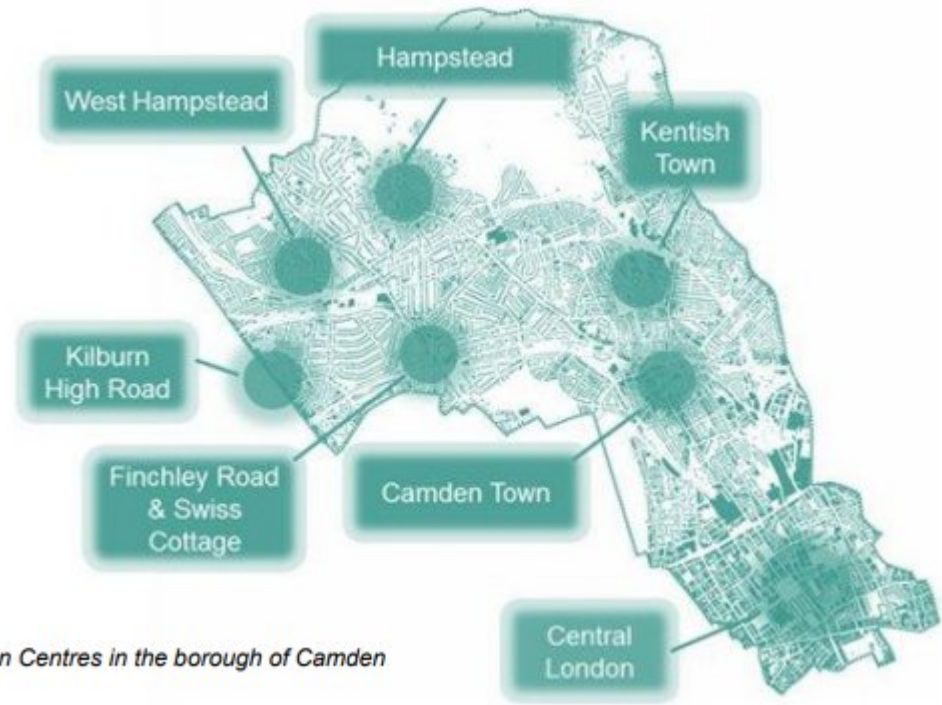 Hampstead
West Hampstead
Kentish
Town
Kilburn
High Road
Finchley Road
& Swiss
Cottage
Camden Town
Central
London
n Centres in the borough of Camden